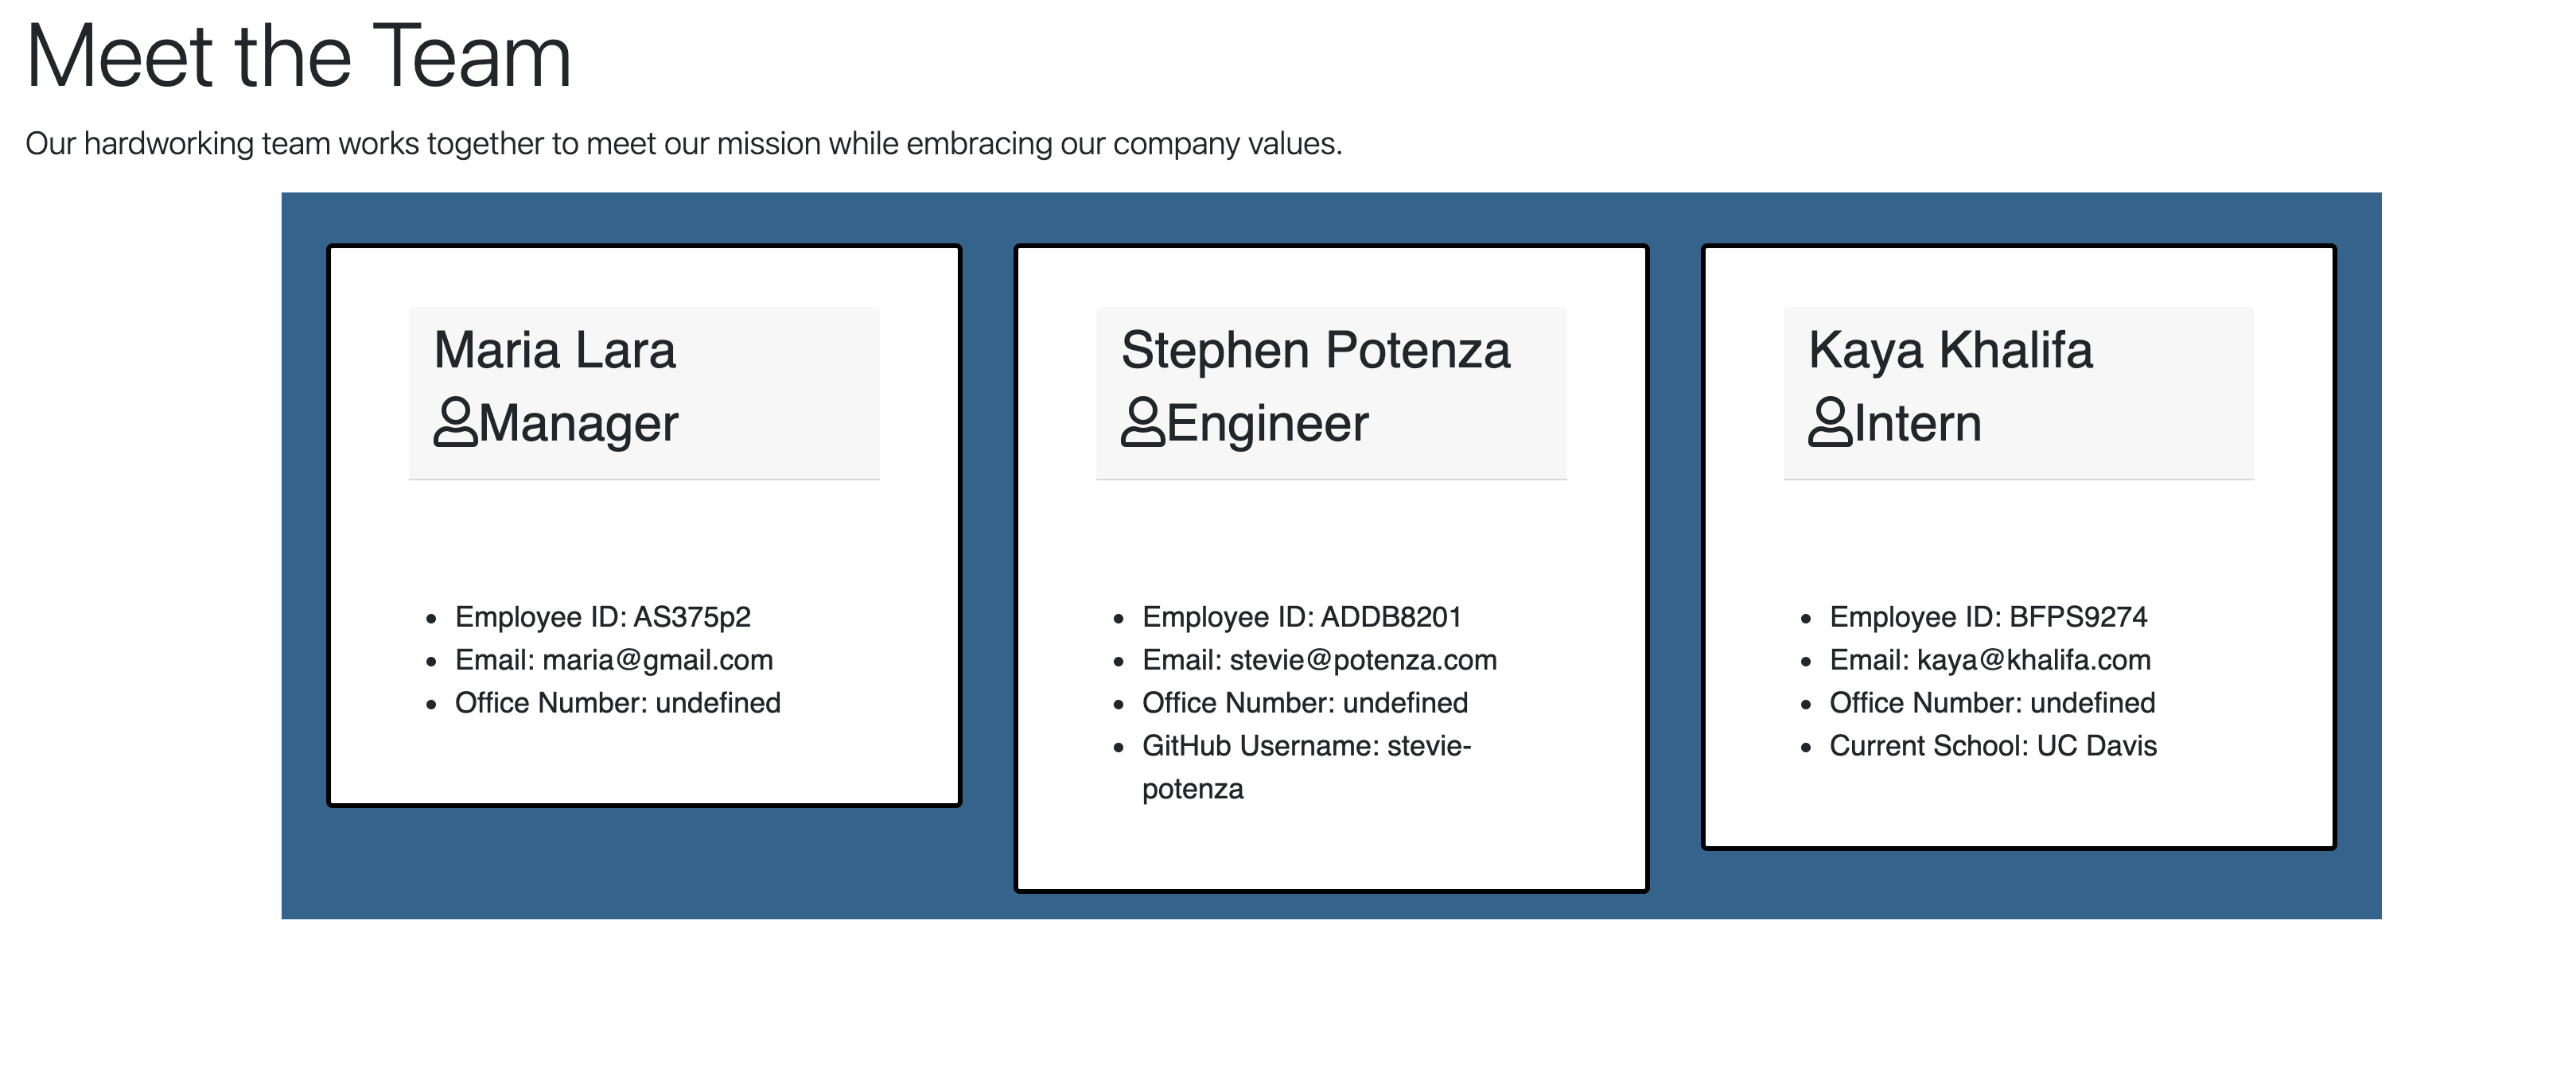 Meet the Team
Our hardworking team works together to meet our mission while embracing our company values.
Maria Lara
Manager
Employee ID: AS375p2
Email: maria@gmail.com
Office Number: undefined
Stephen Potenza
Engineer
Employee ID: ADDB8201
Email: stevie@potenza.com
Office Number: undefined
GitHub Username: stevie-
potenza
Kaya Khalifa
Intern
Employee ID: BFPS9274
Email: kaya@khalifa.com
Office Number: undefined
Current School: UC Davis